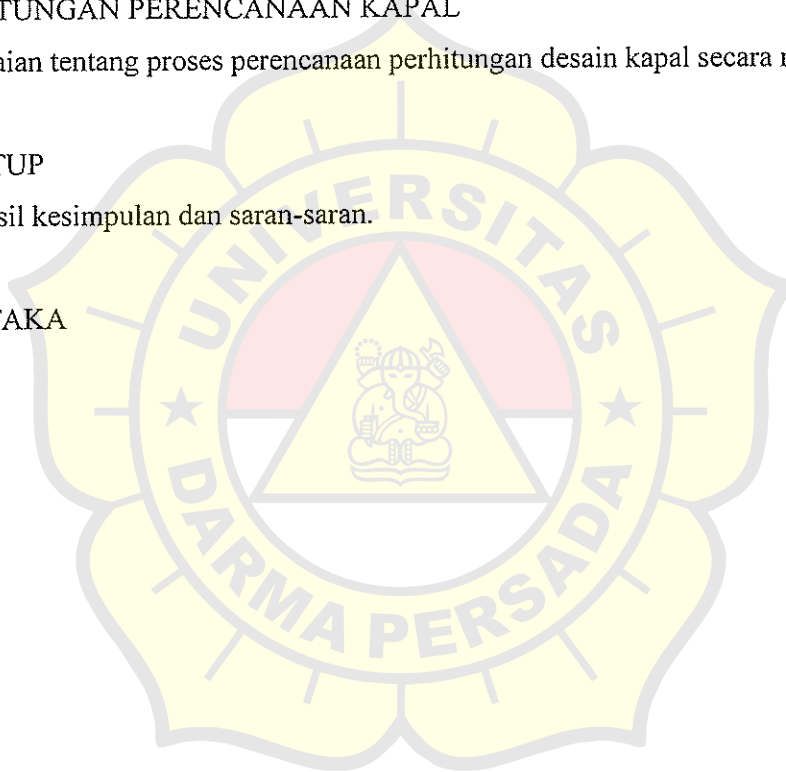 TUNGAN PERENCANAAN KAPAL
aian tentang proses perencanaan perhitungan desain kapal secara
TUP
sil kesimpulan dan saran-saran.
TAKA
UNIVERSITAS
DARMA PERSADA